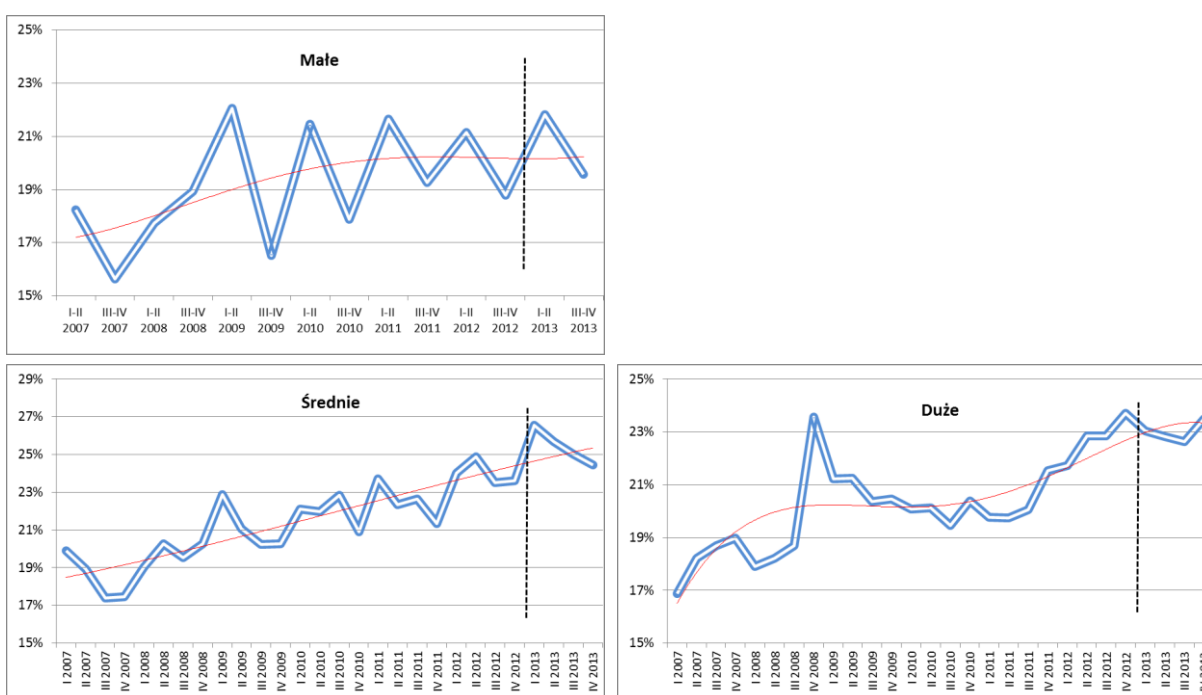 Małe
25%
23%
21%
19%
17%
15%
I-II 2007
III-IV 2007
I-II 2008
III-IV 2008
I-II 2009
III-IV 2009
I-II 2010
III-IV 2010
I-II 2011
III-IV 2011
I-II 2012
III-IV 2012
I-II 2013
III-IV 2013
Średnie
29%
27%
25%
23%
21%
19%
17%
15%
I 2007
II 2007
III 2007
IV 2007
I 2008
II 2008
III 2008
IV 2008
I 2009
II 2009
III 2009
IV 2009
I 2010
II 2010
III 2010
IV 2010
I 2011
II 2011
III 2011
IV 2011
I 2012
II 2012
III 2012
IV 2012
I 2013
II 2013
III 2013
IV 2013
Duże
25%
23%
21%
19%
17%
15%
I 2007
II 2007
III 2007
IV 2007
I 2008
II 2008
III 2008
IV 2008
I 2009
II 2009
III 2009
IV 2009
I 2010
II 2010
III 2010
IV 2010
I 2011
II 2011
III 2011
IV 2011
I 2012
II 2012
III 2012
IV 2012
I 2013
II 2013
III 2013